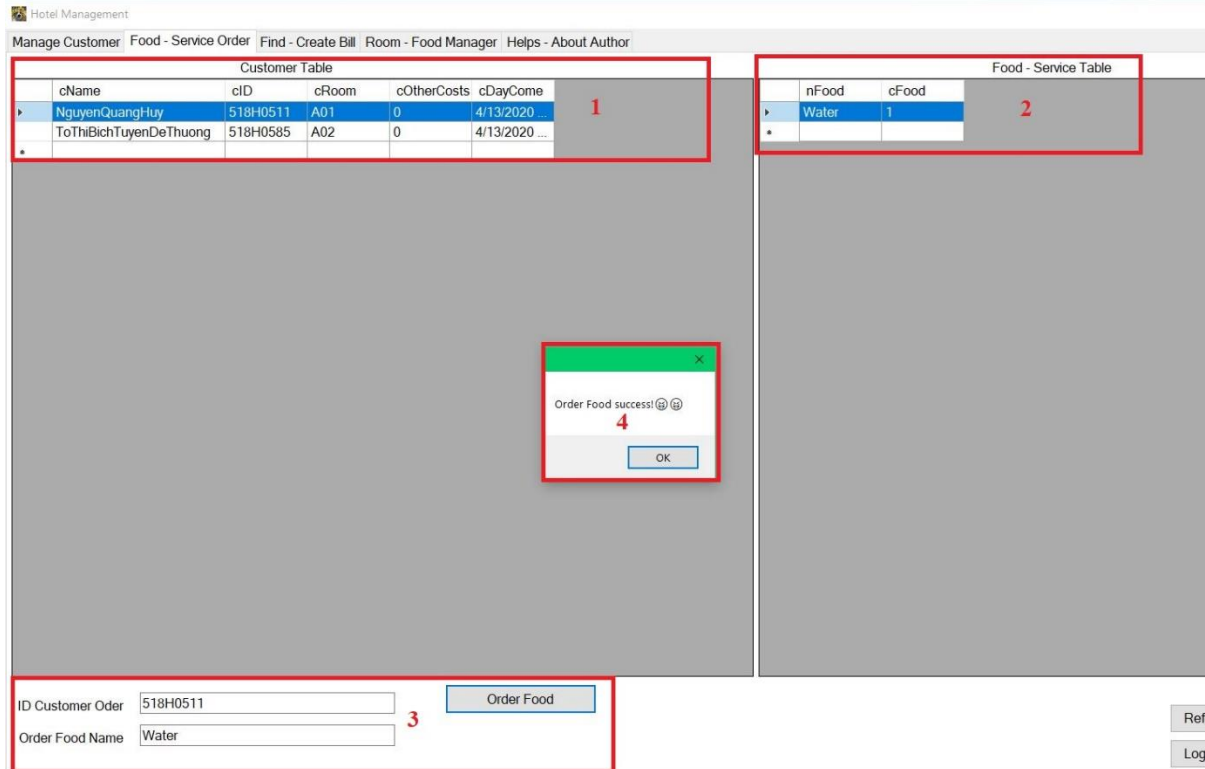 Hotel Management
Manage Customer Food - Service Order Find - Create Bill Room - Food Manager Helps - About Author
Customer Table
cName cID cRoom cOtherCosts cDayCome
NguyenQuangHuy 518H0511 A01 0 4/13/2020 ...
ToThiBichTuyenDeThuong 518H0585 A02 0 4/13/2020 ...
1
Food - Service Table
nFood cFood
Water 1
2
Order Food success!
4
OK
ID Customer Oder 518H0511
Order Food Name Water
3
Order Food
Ref
Log